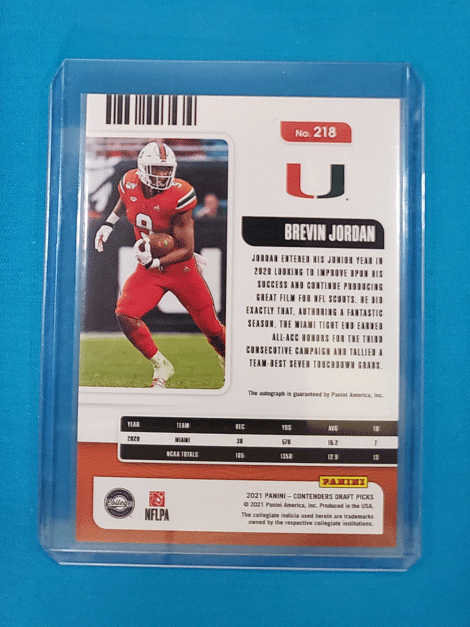 No. 218
U
BREVIN JORDAN
JORDAN ENTERED HIS JUNIOR YEAR IN
2020 LOOKING TO IMPROVE UPON HIS
SUCCESS AND CONTINUE PRODUCING
GREAT FILM FOR NFL SCOUTS. HE DID
EXACTLY THAT, AUTHORING A FANTASTIC
SEASON. THE MIAMI TIGHT END EARNED
ALL-ACC HONORS FOR THE THIRD
CONSECUTIVE CAMPAIGN AND TALLIED A
TEAM-BEST SEVEN TOUCHDOWN GRABS.
The autograph is guaranteed by Panini America, Inc.
YEAR TEAM REC YDS AVG TD
2020 MIAMI 38 576 15.2 7
NCAA TOTALS 105 1358 12.9 13
PANINI
College
NFLPA
2021 PANINI – CONTENDERS DRAFT PICKS
© 2021 Panini America, Inc. Produced in the USA.
The collegiate indicia used herein are trademarks
owned by the respective collegiate institutions.
9